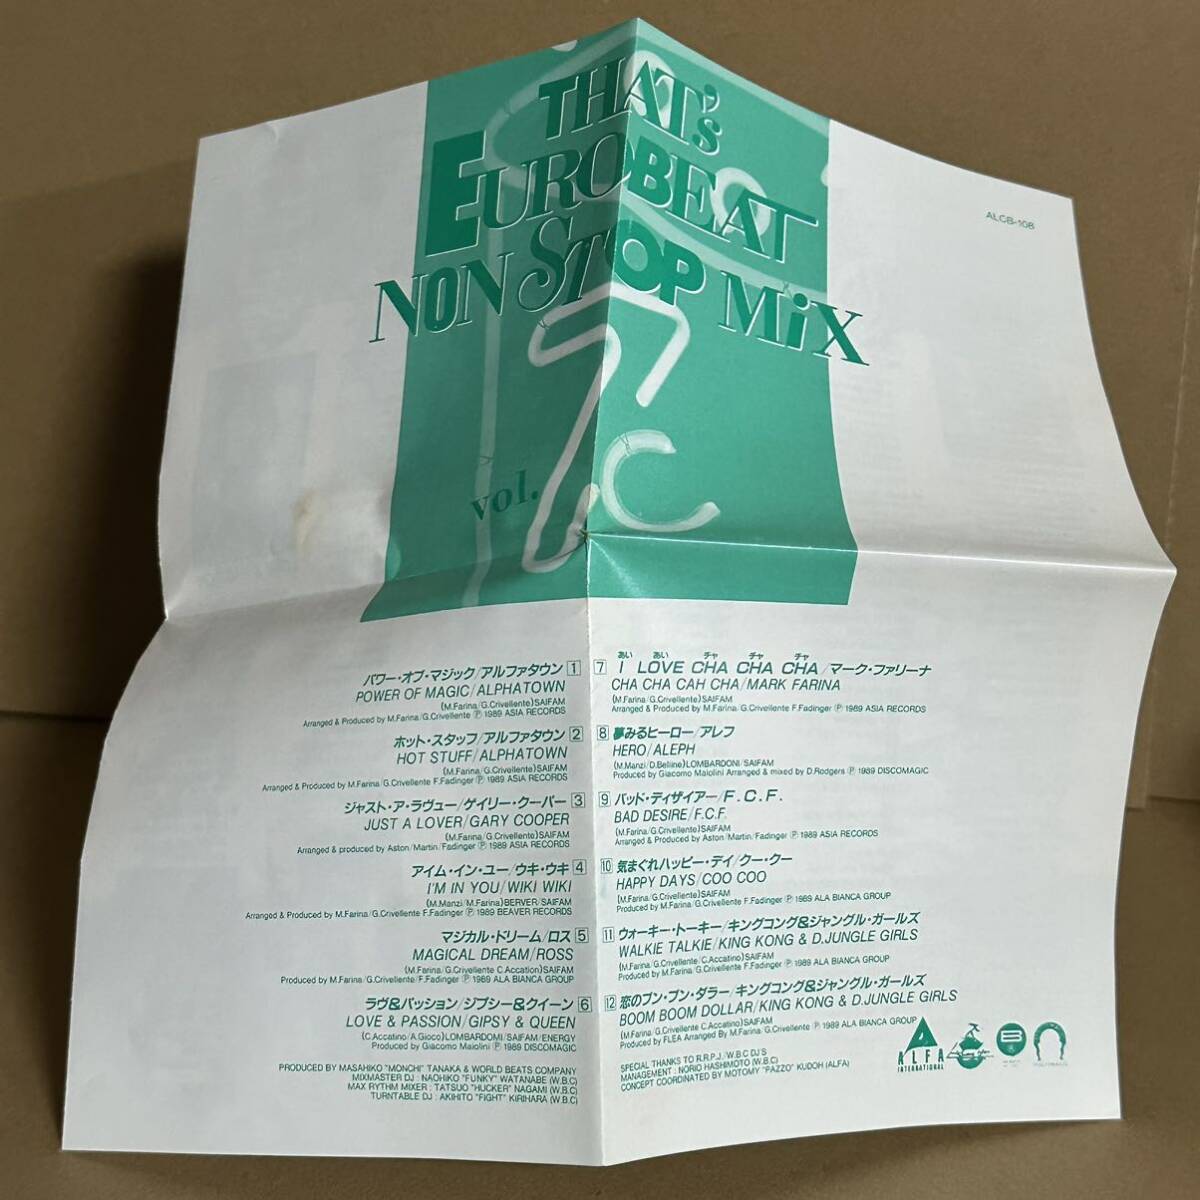 THAT's
EUROBEAT
NON STOP MiX
vol. 7
ALCB-108
パワー・オブ・マジック/アルファタウン 1
POWER OF MAGIC/ALPHATOWN
(M.Farina/G.Crivellente)SAIFAM
Arranged & Produced by M.Farina/G.Crivellente Ⓟ 1989 ASIA RECORDS
ホット・スタッフ/アルファタウン 2
HOT STUFF/ALPHATOWN
(M.Farina/G.Crivellente)SAIFAM
Arranged & Produced by M.Farina/G.Crivellente F.Fadinger Ⓟ 1989 ASIA RECORDS
ジャスト・ア・ラヴュー/ゲイリー・クーパー 3
JUST A LOVER/GARY COOPER
(M.Farina/G.Crivellente)SAIFAM
Arranged & produced by Aston/Martin/Fadinger Ⓟ 1989 ASIA RECORDS
アイム・イン・ユー/ウキ・ウキ 4
I'M IN YOU/WIKI WIKI
(M.Manzi/M.Farina)BERVER/SAIFAM
Arranged & Produced by M.Farina/G.Crivellente F.Fadinger Ⓟ 1989 BEAVER RECORDS
マジカル・ドリーム/ロス 5
MAGICAL DREAM/ROSS
(M.Farina/G.Crivellente C.Accation)SAIFAM
Produced by M.Farina/G.Crivellente/F.Fadinger Ⓟ 1989 ALA BIANCA GROUP
ラヴ&パッション/ジプシー&クイーン 6
LOVE & PASSION/GIPSY & QUEEN
(C.Accatino/A.Gioco)LOMBARDOMI/SAIFAM/ENERGY
Produced by Giacomo Maiolini Ⓟ 1989 DISCOMAGIC
PRODUCED BY MASAHIKO "MONCHI" TANAKA & WORLD BEATS COMPANY
MIXMASTER DJ : NAOHIKO "FUNKY" WATANABE (W.B.C)
MAX RYTHM MIXER : TATSUO "HUCKER" NAGAMI (W.B.C)
TURNTABLE DJ : AKIHITO "FIGHT" KIRIHARA (W.B.C)
あい あい チャ チャ チャ
7 I LOVE CHA CHA CHA/マーク・ファリーナ
CHA CHA CAH CHA/MARK FARINA
(M.Farina/G.Crivellente)SAIFAM
Arranged & Produced by M.Farina/G.Crivellente F.Fadinger Ⓟ 1989 ASIA RECORDS
8 夢みるヒーロー/アレフ
HERO/ALEPH
(M.Manzi/D.Belline)LOMBARDONI/SAIFAM
Produced by Giacomo Maiolini Arranged & mixed by D.Rodgers Ⓟ 1989 DISCOMAGIC
9 バッド・ディザイアー/F.C.F.
BAD DESIRE/F.C.F.
(M.Farina/G.Crivellente)SAIFAM
Arranged & Produced by Aston/Martin/Fadinger Ⓟ 1989 ASIA RECORDS
10 気まぐれハッピー・デイ/クー・クー
HAPPY DAYS/COO COO
(M.Farina/G.Crivellente)SAIFAM
Produced by M.Farina/G.Crivellente F.Fadinger Ⓟ 1989 ALA BIANCA GROUP
11 ウォーキー・トーキー/キングコング&ジャングル・ガールズ
WALKIE TALKIE/KING KONG & D.JUNGLE GIRLS
(M.Farina/G.Crivellente/C.Accatino)SAIFAM
Produced by M.Farina/G.Crivellente F.Fadinger Ⓟ 1989 ALA BIANCA GROUP
12 恋のブン・ブン・ダラー/キングコング&ジャングル・ガールズ
BOOM BOOM DOLLAR/KING KONG & D.JUNGLE GIRLS
(M.Farina/G.Crivellente C.Accatino)SAIFAM
Produced by FLEA Arranged By M.Farina/G.Crivellente Ⓟ 1989 ALA BIANCA GROUP
SPECIAL THANKS TO R.R.P.J./W.B.C DJ'S
MANAGEMENT : NORIO HASHIMOTO (W.B.C)
CONCEPT COORDINATED BY MOTOMY "PAZZO" KUDOH (ALFA)
ALFA
INTERNATIONAL